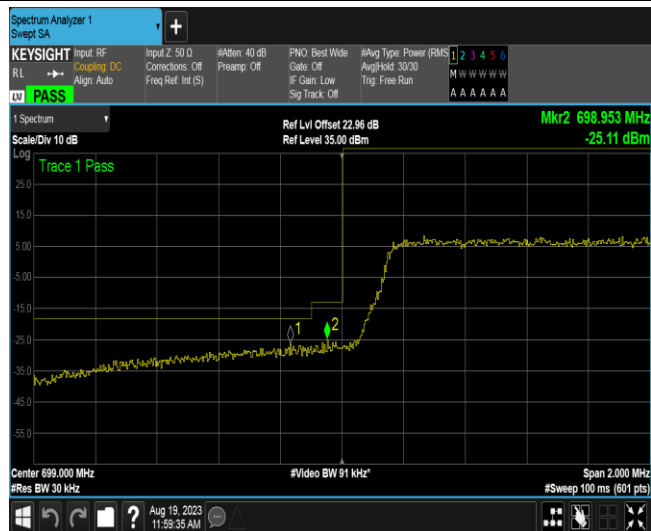 Spectrum Analyzer 1
Swept SA
+
KEYSIGHT
RL
LXI PASS
Input: RF
Coupling: DC
Align: Auto
Input Z: 50 Ω
Corrections: Off
Freq Ref: Int (S)
#Atten: 40 dB
Preamp: Off
PNO: Best Wide
Gate: Off
IF Gain: Low
Sig Track: Off
#Avg Type: Power (RMS
Avg|Hold: 30/30
Trig: Free Run
1 2 3 4 5 6
M W W W W W
A A A A A A
1 Spectrum
Scale/Div 10 dB
Ref Lvl Offset 22.96 dB
Ref Level 35.00 dBm
Mkr2 698.953 MHz
-25.11 dBm
Log
Trace 1 Pass
25.0
15.0
5.00
-5.00
-15.0
-25.0
-35.0
-45.0
-55.0
1
2
Center 699.000 MHz
#Res BW 30 kHz
#Video BW 91 kHz*
Span 2.000 MHz
#Sweep 100 ms (601 pts)
?
Aug 19, 2023
11:59:35 AM